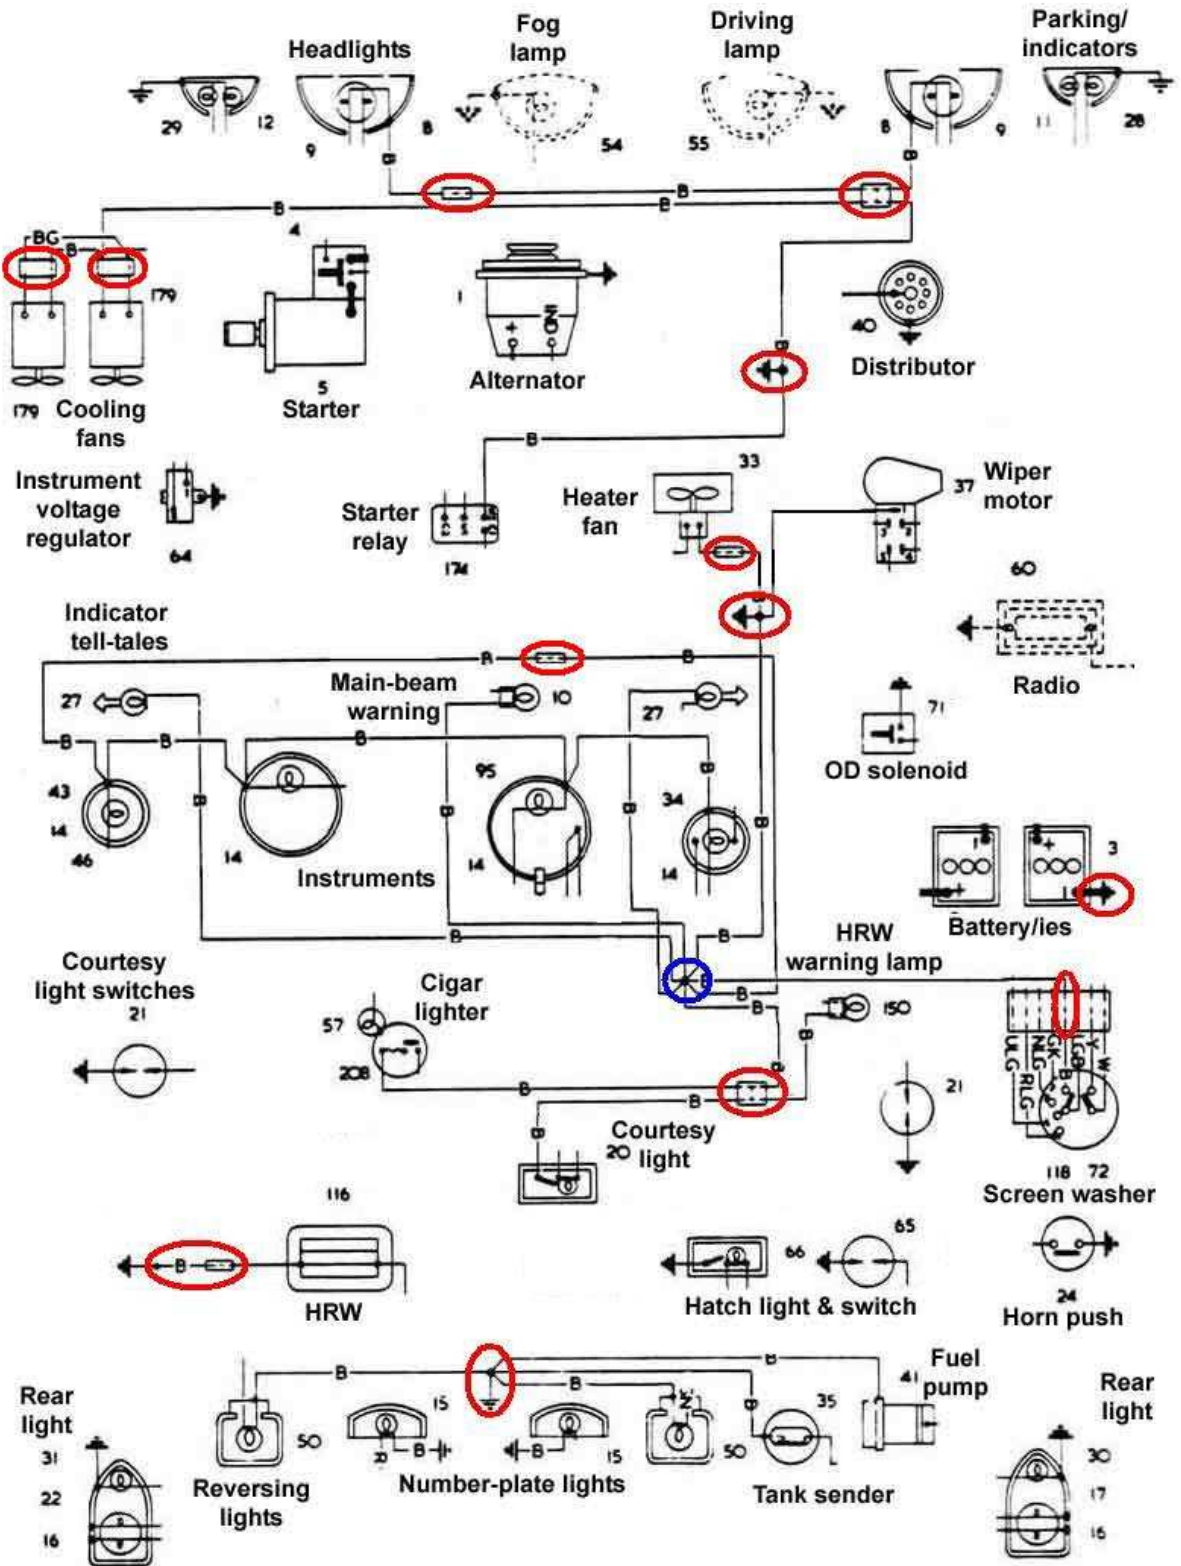 Fog
lamp
Driving
lamp
Parking/
indicators
Headlights
29
12
9
8
54
55
8
9
11
28
B
B
B
B
B
B
BG
B
4
179
1
+
IND
40
Distributor
B
Alternator
5
Starter
179
Cooling
fans
B
33
37
Wiper
motor
Instrument
voltage
regulator
64
Starter
relay
174
Heater
fan
60
B
Indicator
tell-tales
B
B
Main-beam
warning
27
10
27
Radio
71
B
B
B
B
OD solenoid
43
14
46
95
34
B
B
B
B
14
14
14
Instruments
3
+
+
Battery/ies
B
B
HRW
warning lamp
Courtesy
light switches
21
Cigar
lighter
57
208
B
B
B
150
B
B
ULG
RLG
NLG
GK
B
LGB
Y
W
B
B
B
21
Courtesy
light
20
118
72
Screen washer
116
B
HRW
66
65
Hatch light & switch
24
Horn push
B
B
B
B
Fuel
pump
41
Rear
light
31
22
16
50
Reversing
lights
15
R
B
B
15
Number-plate lights
50
35
Tank sender
Rear
light
30
17
16